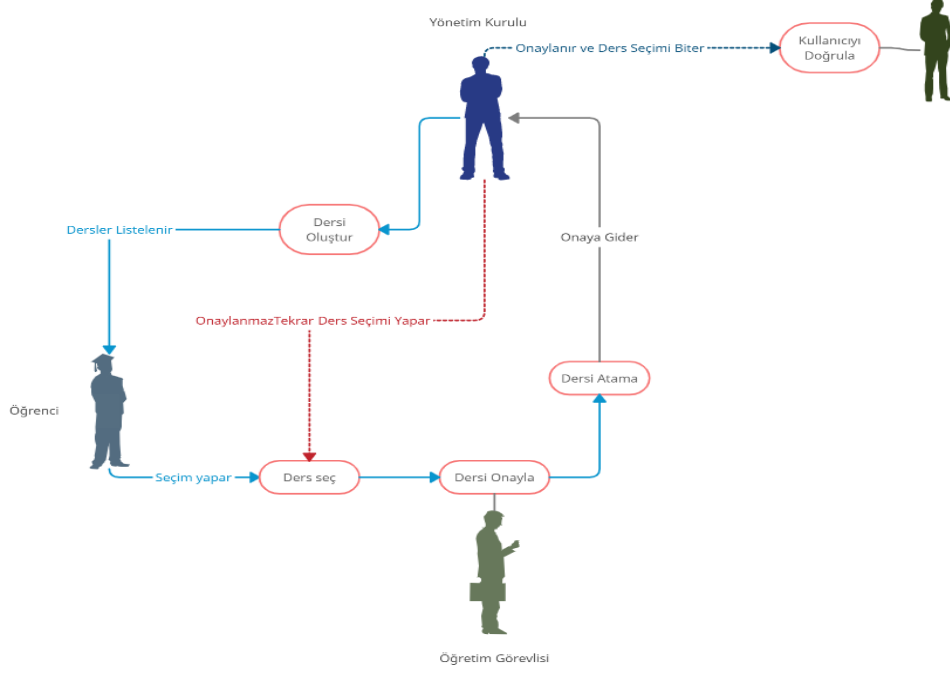 Yönetim Kurulu
Onaylanır ve Ders Seçimi Biter
Kullanıcıyı
Doğrula
Dersi
Oluştur
Dersler Listelenir
Onaya Gider
OnaylanmazTekrar Ders Seçimi Yapar
Dersi Atama
Öğrenci
Seçim yapar
Ders seç
Dersi Onayla
Öğretim Görevlisi